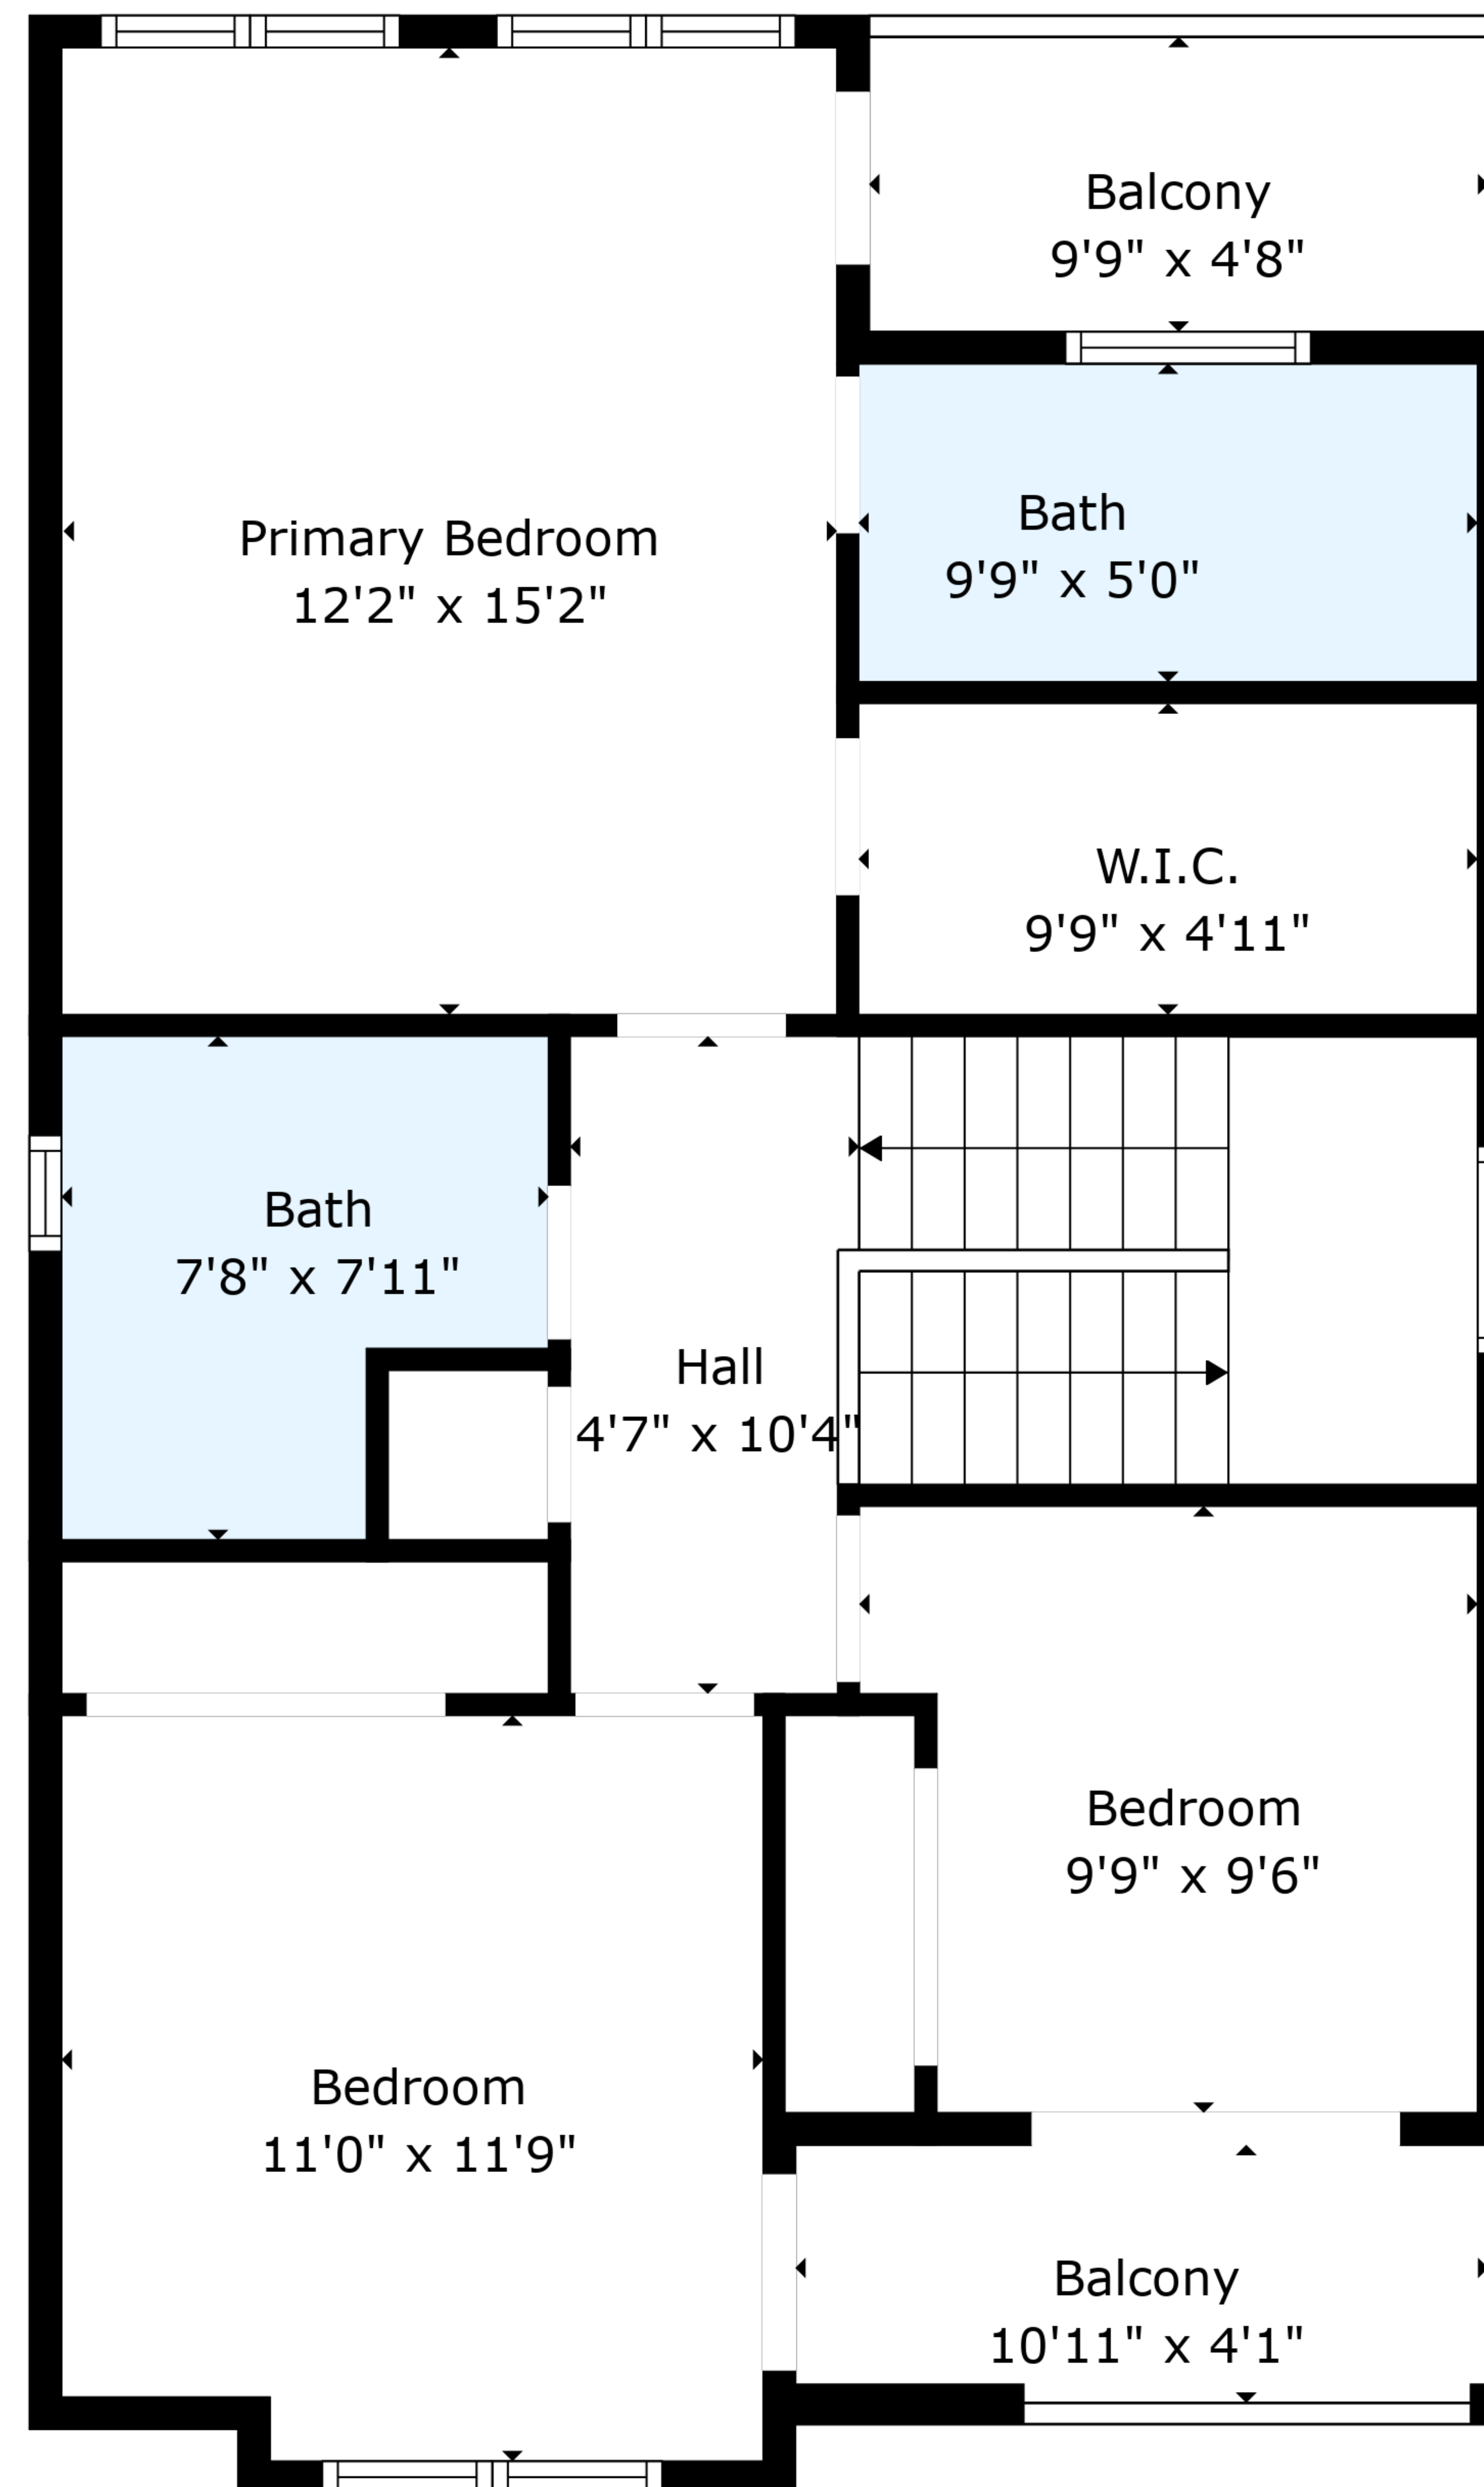 Balcony
9'9" x 4'8"
Bath
9'9" x 5'0"
Primary Bedroom
12'2" x 15'2"
W.I.C.
9'9" x 4'11"
Bath
7'8" x 7'11"
Hall
4'7" x 10'4"
Bedroom
9'9" x 9'6"
Bedroom
11'0" x 11'9"
Balcony
10'11" x 4'1"